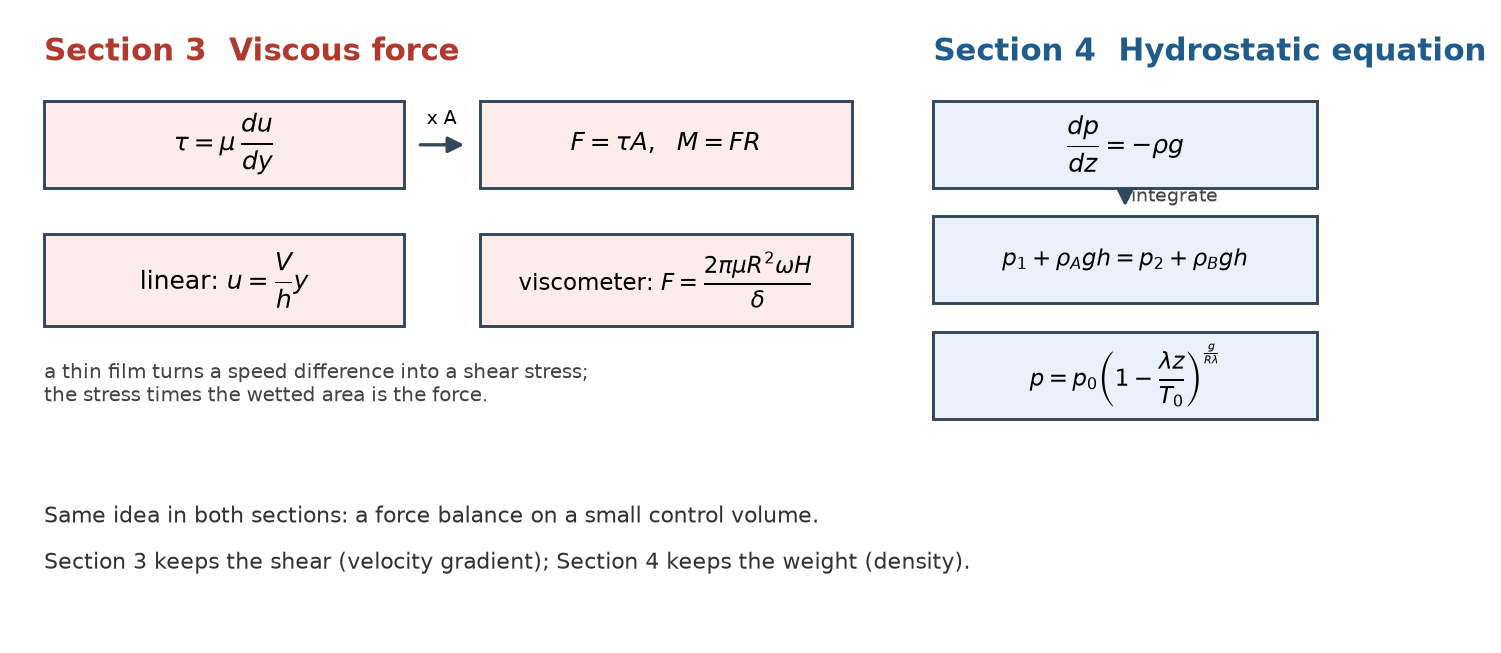 Section 3  Viscous force
τ = μ du/dy
x A
F = τA,   M = FR
linear: u = V/h y
viscometer: F = 2πμR²ωH/δ
a thin film turns a speed difference into a shear stress;
the stress times the wetted area is the force.
Section 4  Hydrostatic equation
dp/dz = −ρg
integrate
p₁ + ρ_A gh = p₂ + ρ_B gh
p = p₀(1 − λz/T₀)^(g/Rλ)
Same idea in both sections: a force balance on a small control volume.
Section 3 keeps the shear (velocity gradient); Section 4 keeps the weight (density).